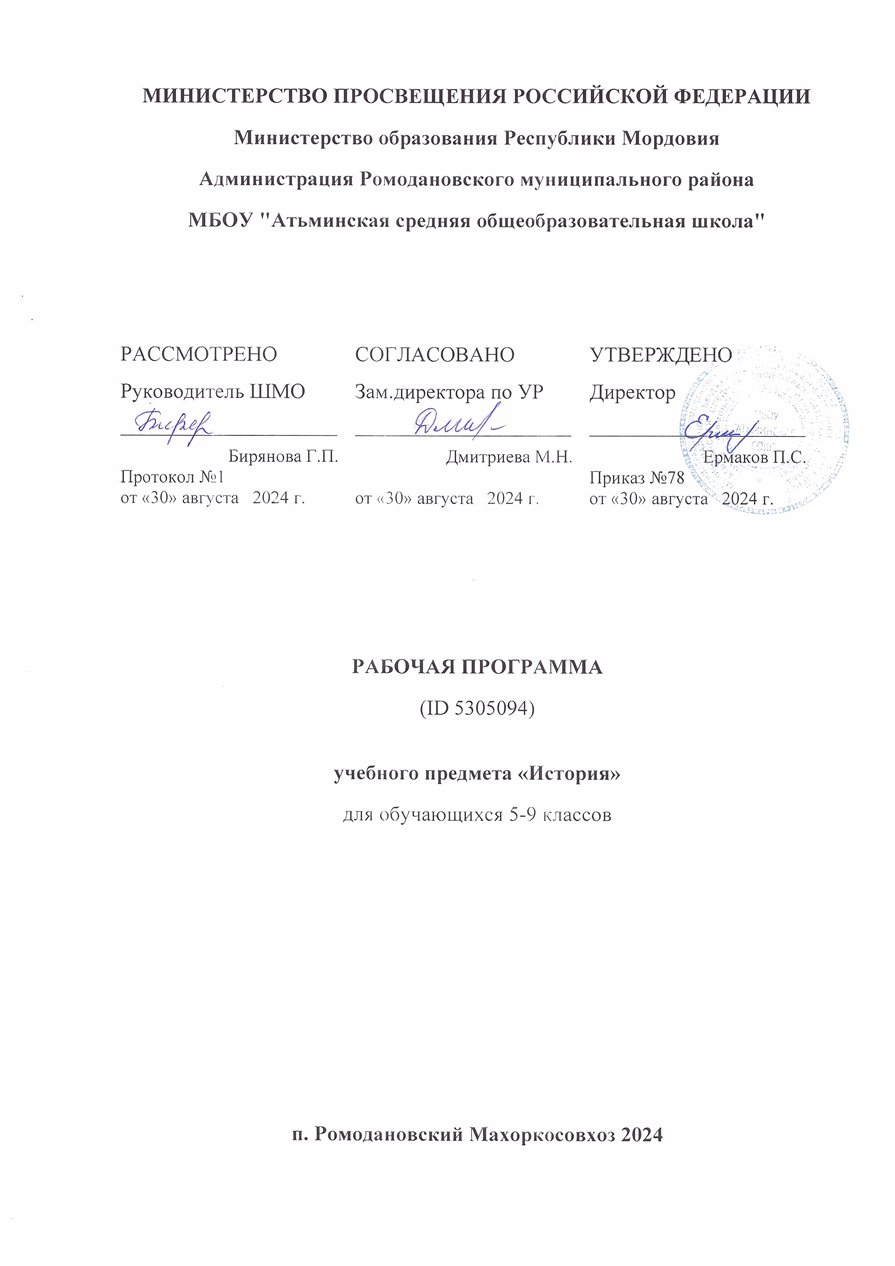 МИНИСТЕРСТВО ПРОСВЕЩЕНИЯ РОССИЙСКОЙ ФЕДЕРАЦИИ
Министерство образования Республики Мордовия
Администрация Ромодановского муниципального района
МБОУ "Атьминская средняя общеобразовательная школа"
РАССМОТРЕНО
Руководитель ШМО
Бирянова Г.П.
Протокол №1
от «30» августа 2024 г.
СОГЛАСОВАНО
Зам.директора по УР
Дмитриева М.Н.
от «30» августа 2024 г.
УТВЕРЖДЕНО
Директор
Ермаков П.С.
Приказ №78
от «30» августа 2024 г.
РАБОЧАЯ ПРОГРАММА
(ID 5305094)
учебного предмета «История»
для обучающихся 5-9 классов
п. Ромодановский Махоркосовхоз 2024